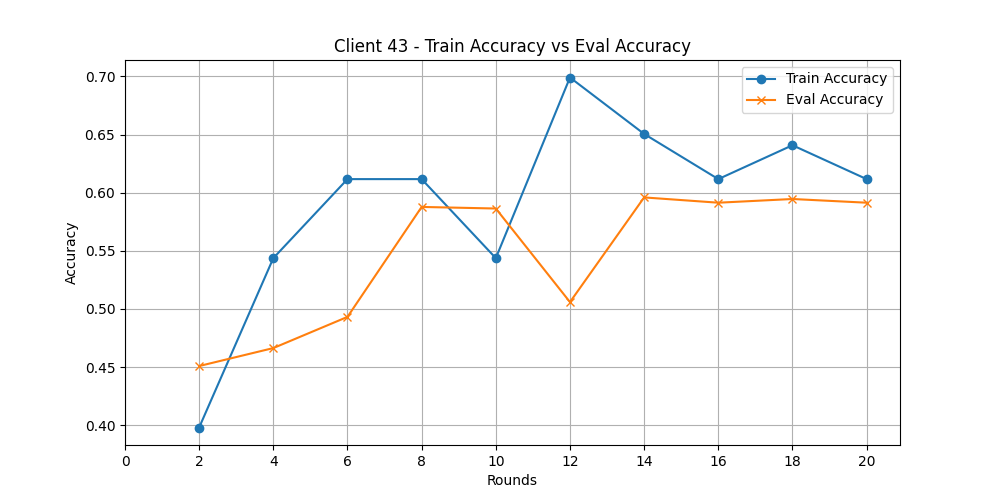 Client 43 - Train Accuracy vs Eval Accuracy
Train Accuracy
Eval Accuracy
Accuracy
0.70
0.65
0.60
0.55
0.50
0.45
0.40
0 2 4 6 8 10 12 14 16 18 20
Rounds